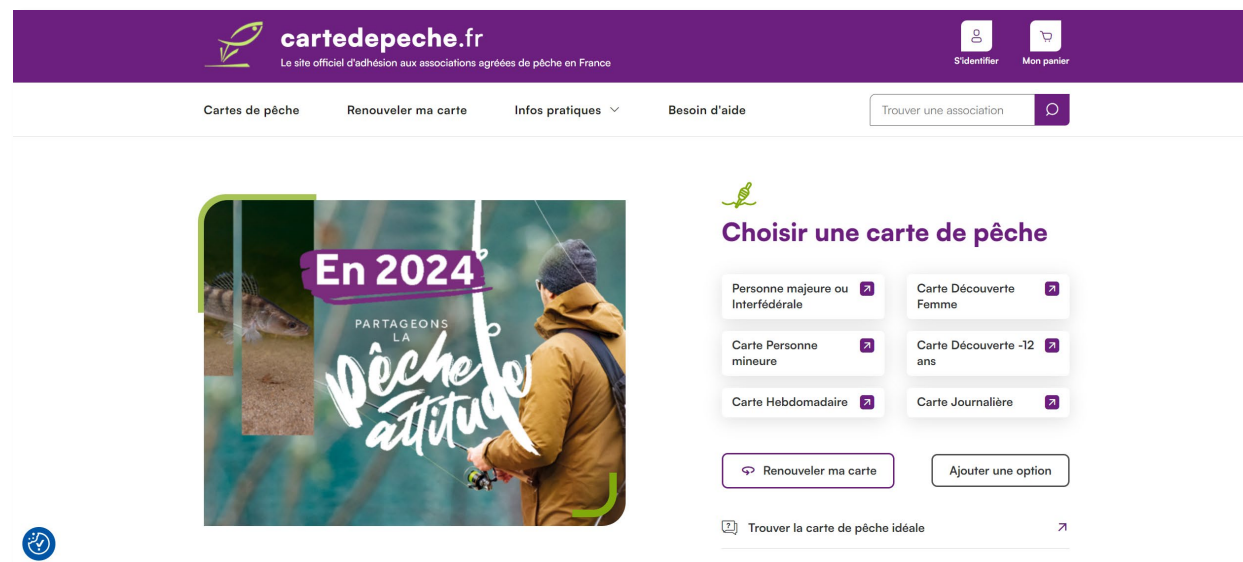 cartedepeche.fr
Le site officiel d'adhésion aux associations agréées de pêche en France
S'identifier
Mon panier
Cartes de pêche
Renouveler ma carte
Infos pratiques
Besoin d'aide
Trouver une association
En 2024
PARTAGEONS
LA
pêche
attitude
Choisir une carte de pêche
Personne majeure ou
Interfédérale
Carte Découverte
Femme
Carte Personne
mineure
Carte Découverte -12
ans
Carte Hebdomadaire
Carte Journalière
Renouveler ma carte
Ajouter une option
?
Trouver la carte de pêche idéale